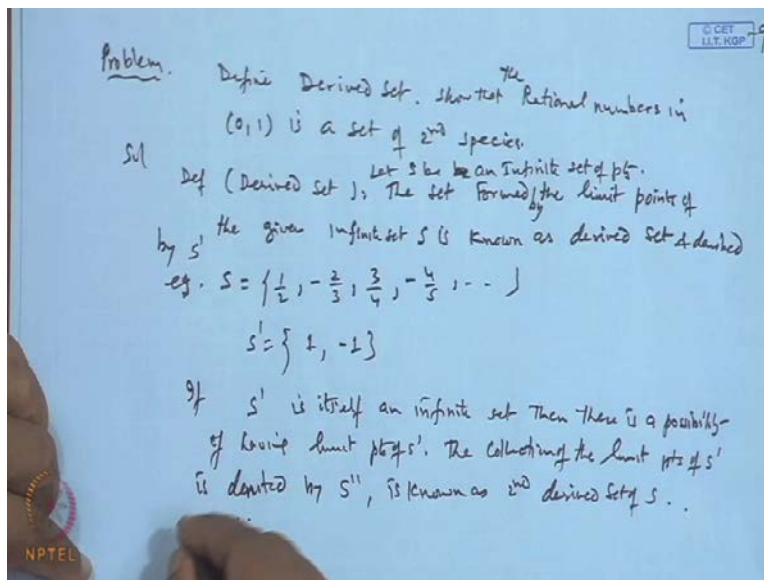 © CET
I.I.T. KGP
Problem. Define Derived set. show that the Rational numbers in
(0,1) is a set of 2nd species.
Sol
Let S be an Infinite set of pts.
Def (Derived set): The set Formed by the limit points of
the given infinite set S is known as derived set & denoted
by S'
eg. S = { 1/2, -2/3, 3/4, -4/5, ... }
S' = { 1, -1 }
If S' is itself an infinite set Then there is a possibility
of having limit pts of S'. The Collection of the limit pts of S'
is denoted by S'', is known as 2nd derived set of S. .
NPTEL